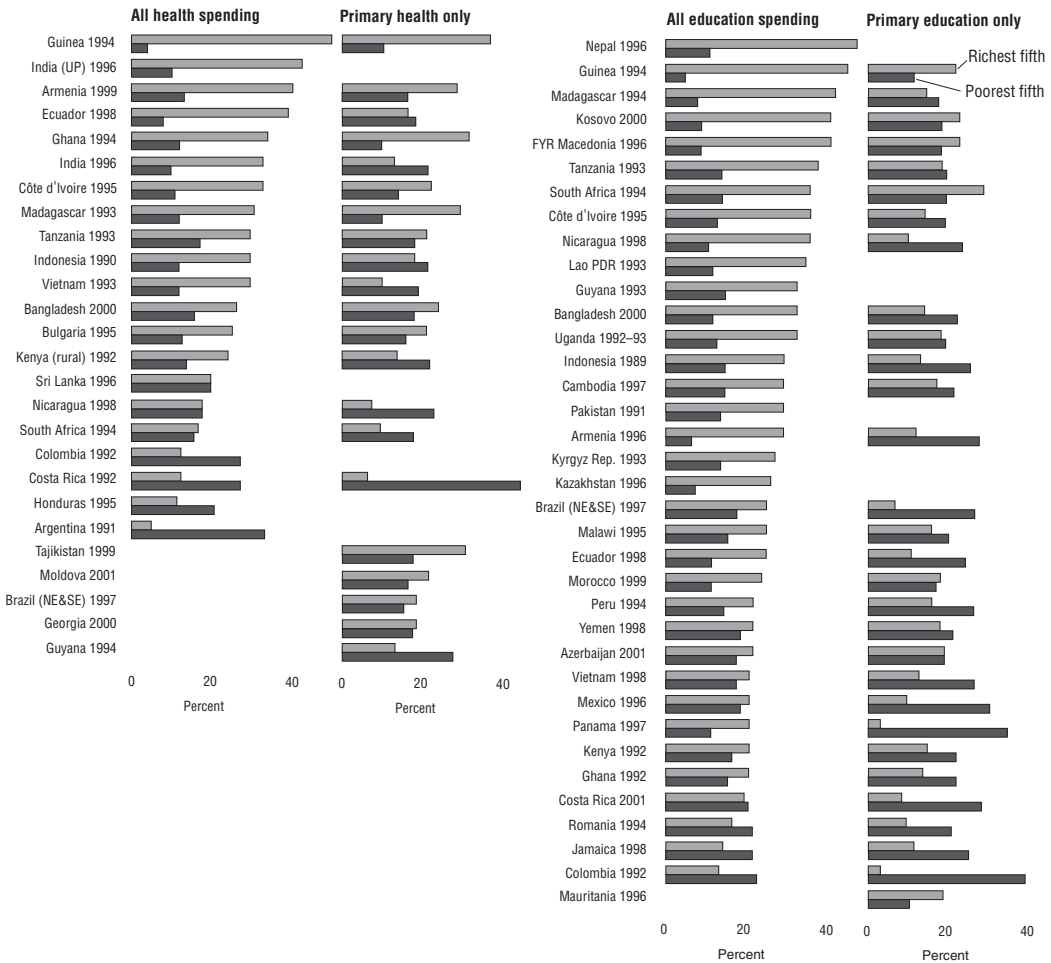 All health spending
Primary health only
Guinea 1994
India (UP) 1996
Armenia 1999
Ecuador 1998
Ghana 1994
India 1996
Côte d'Ivoire 1995
Madagascar 1993
Tanzania 1993
Indonesia 1990
Vietnam 1993
Bangladesh 2000
Bulgaria 1995
Kenya (rural) 1992
Sri Lanka 1996
Nicaragua 1998
South Africa 1994
Colombia 1992
Costa Rica 1992
Honduras 1995
Argentina 1991
Tajikistan 1999
Moldova 2001
Brazil (NE&SE) 1997
Georgia 2000
Guyana 1994
0 20 40
Percent
0 20 40
Percent
All education spending
Primary education only
Richest fifth
Poorest fifth
Nepal 1996
Guinea 1994
Madagascar 1994
Kosovo 2000
FYR Macedonia 1996
Tanzania 1993
South Africa 1994
Côte d'Ivoire 1995
Nicaragua 1998
Lao PDR 1993
Guyana 1993
Bangladesh 2000
Uganda 1992–93
Indonesia 1989
Cambodia 1997
Pakistan 1991
Armenia 1996
Kyrgyz Rep. 1993
Kazakhstan 1996
Brazil (NE&SE) 1997
Malawi 1995
Ecuador 1998
Morocco 1999
Peru 1994
Yemen 1998
Azerbaijan 2001
Vietnam 1998
Mexico 1996
Panama 1997
Kenya 1992
Ghana 1992
Costa Rica 2001
Romania 1994
Jamaica 1998
Colombia 1992
Mauritania 1996
0 20 40
Percent
0 20 40
Percent